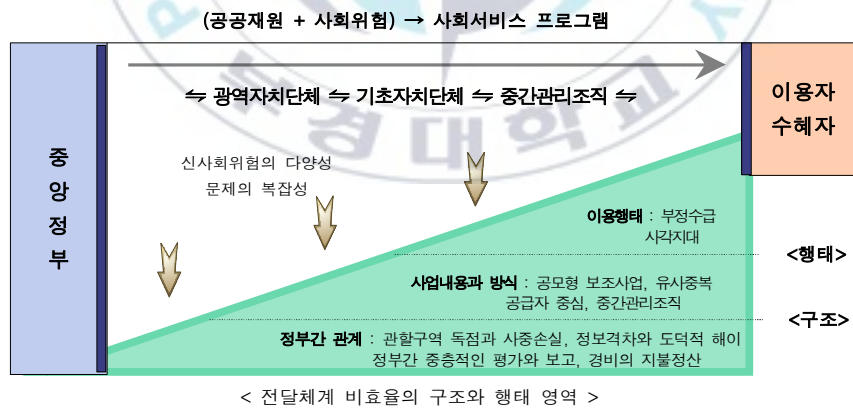 (공공재원 + 사회위험) → 사회서비스 프로그램
⇋ 광역자치단체 ⇋ 기초자치단체 ⇋ 중간관리조직 ⇋
이용자
수혜자
중
앙
정
부
신사회위험의 다양성
문제의 복잡성
이용행태 : 부정수급
사각지대
<행태>
사업내용과 방식 : 공모형 보조사업, 유사중복
공급자 중심, 중간관리조직
<구조>
정부간 관계 : 관할구역 독점과 사중손실, 정보격차와 도덕적 해이
정부간 중층적인 평가와 보고, 경비의 지불정산
< 전달체계 비효율의 구조와 행태 영역 >
부경대학교
P